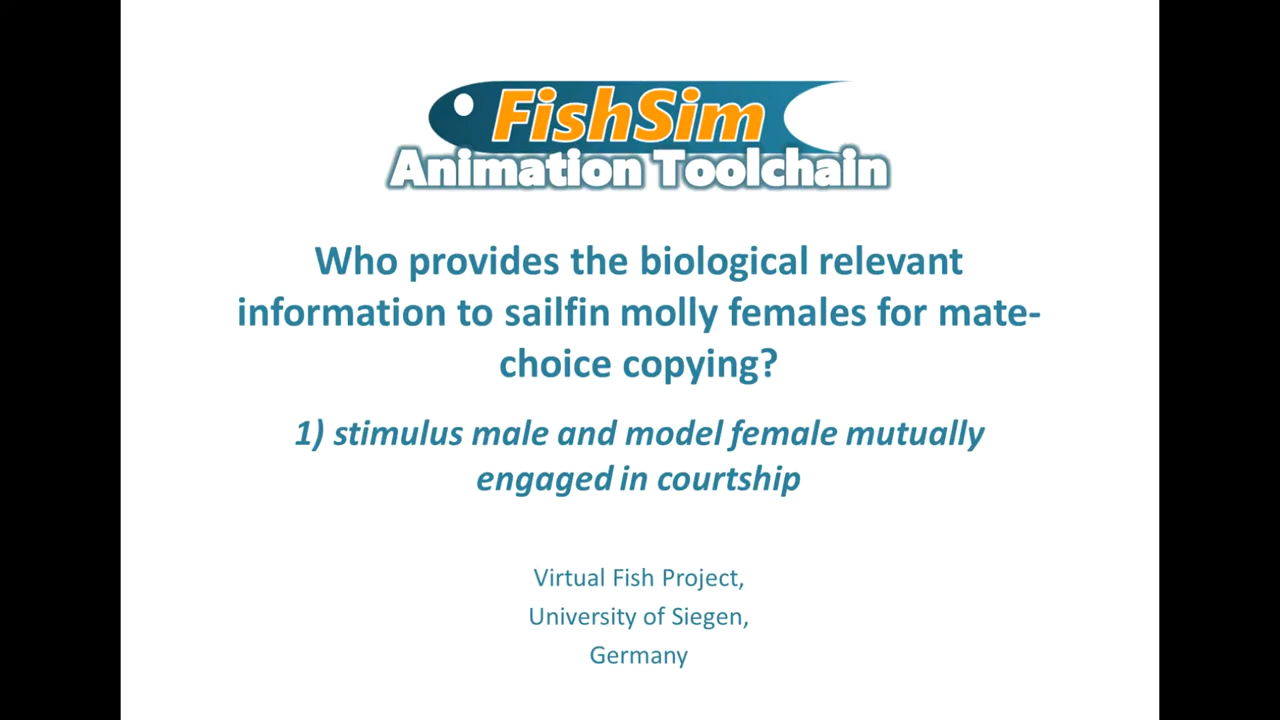 FishSim
Animation Toolchain
Who provides the biological relevant
information to sailfin molly females for mate-
choice copying?
1) stimulus male and model female mutually
engaged in courtship
Virtual Fish Project,
University of Siegen,
Germany